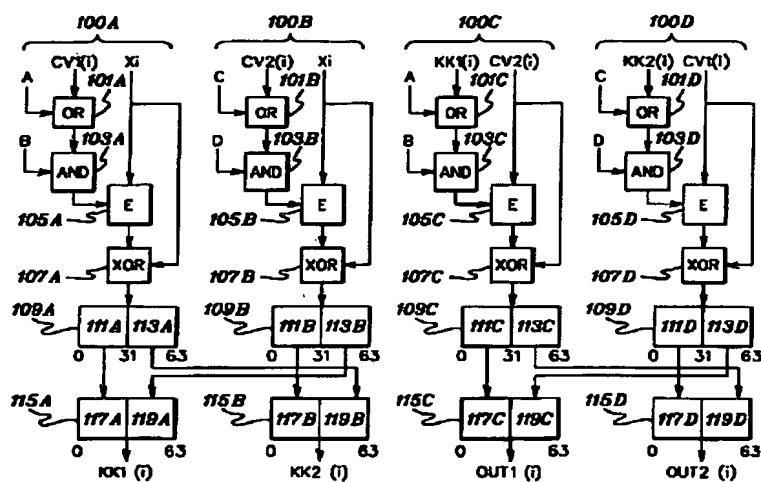 100A 100B 100C 100D
CV1(i) Xi CV2(i) Xi KK1(i) CV2(i) KK2(i) CV1(i)
A 101A C 101B A 101C C 101D
OR OR OR OR
B 103A D 103B B 103C D 103D
AND AND AND AND
E E E E
105A 105B 105C 105D
XOR XOR XOR XOR
107A 107B 107C 107D
109A 109B 109C 109D
111A 113A 111B 113B 111C 113C 111D 113D
0 31 63 0 31 63 0 31 63 0 31 63
115A 115B 115C 115D
117A 119A 117B 119B 117C 119C 117D 119D
0 63 0 63 0 63 0 63
KK1 (i) KK2 (i) OUT1 (i) OUT2 (i)